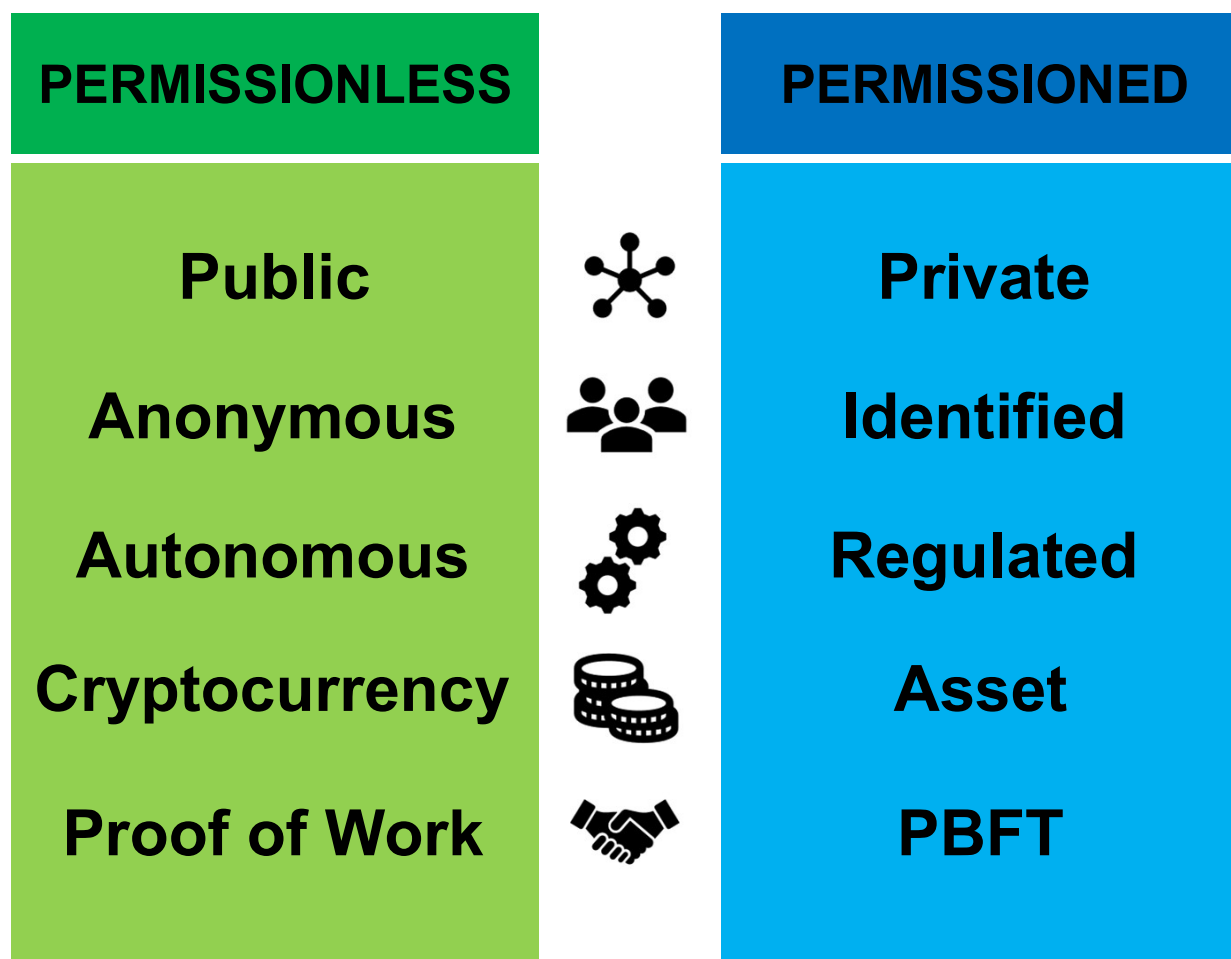 PERMISSIONLESS
PERMISSIONED
Public
Private
Anonymous
Identified
Autonomous
Regulated
Cryptocurrency
Asset
Proof of Work
PBFT